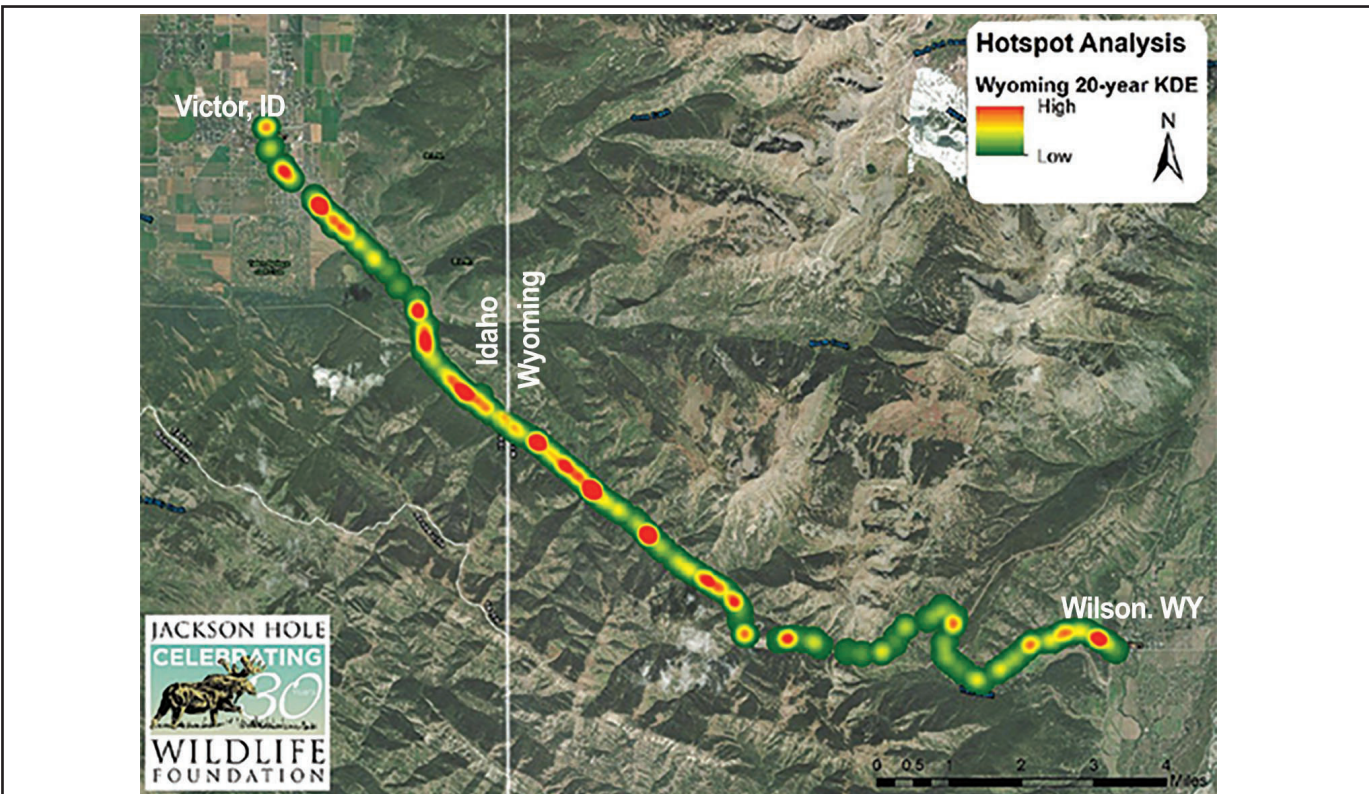 Hotspot Analysis
Wyoming 20-year KDE
High
Low
N
Victor, ID
Idaho
Wyoming
Wilson. WY
JACKSON HOLE
CELEBRATING
30
YEARS
WILDLIFE
FOUNDATION
0 0.5 1 2 3 4
Miles